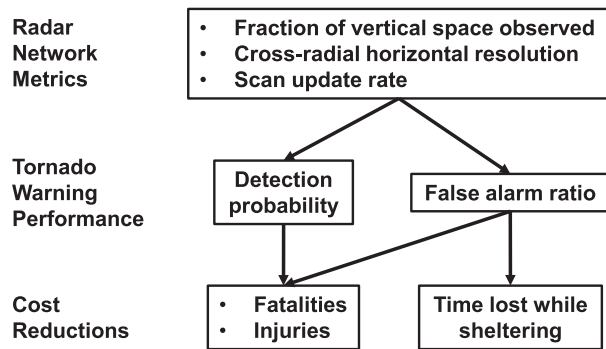 Radar
Network
Metrics
• Fraction of vertical space observed
• Cross-radial horizontal resolution
• Scan update rate
Tornado
Warning
Performance
Detection
probability
False alarm ratio
Cost
Reductions
• Fatalities
• Injuries
Time lost while
sheltering